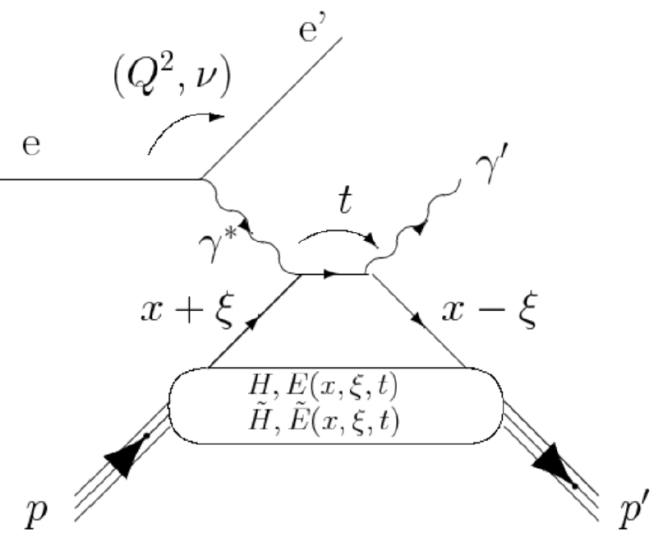 e'
(Q², ν)
e
γ'
t
γ*
x + ξ
x − ξ
H, E(x, ξ, t)
H̃, Ẽ(x, ξ, t)
p
p'